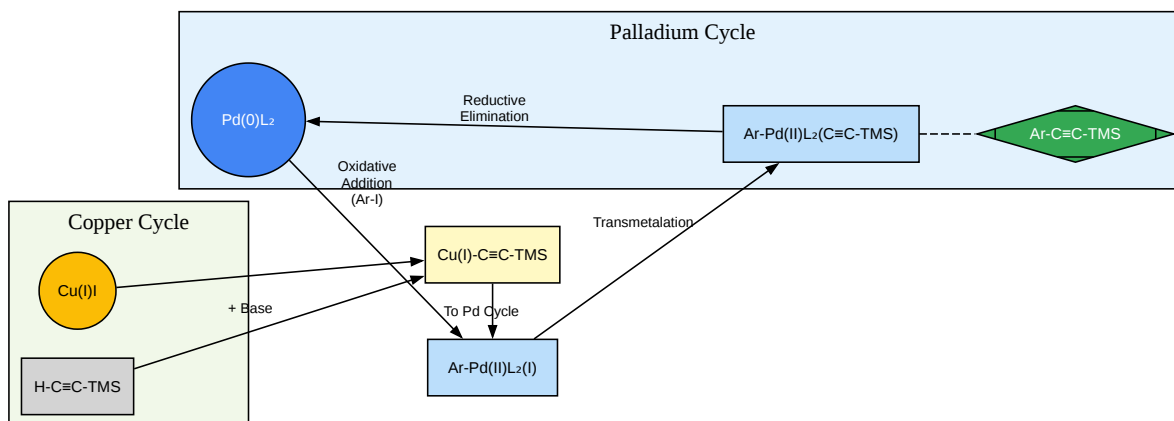 Palladium Cycle
Pd(0)L₂
Reductive
Elimination
Ar-Pd(II)L₂(C≡C-TMS)
Ar-C≡C-TMS
Oxidative
Addition
(Ar-I)
Copper Cycle
Transmetalation
Cu(I)-C≡C-TMS
Cu(I)I
+ Base
To Pd Cycle
Ar-Pd(II)L₂(I)
H-C≡C-TMS